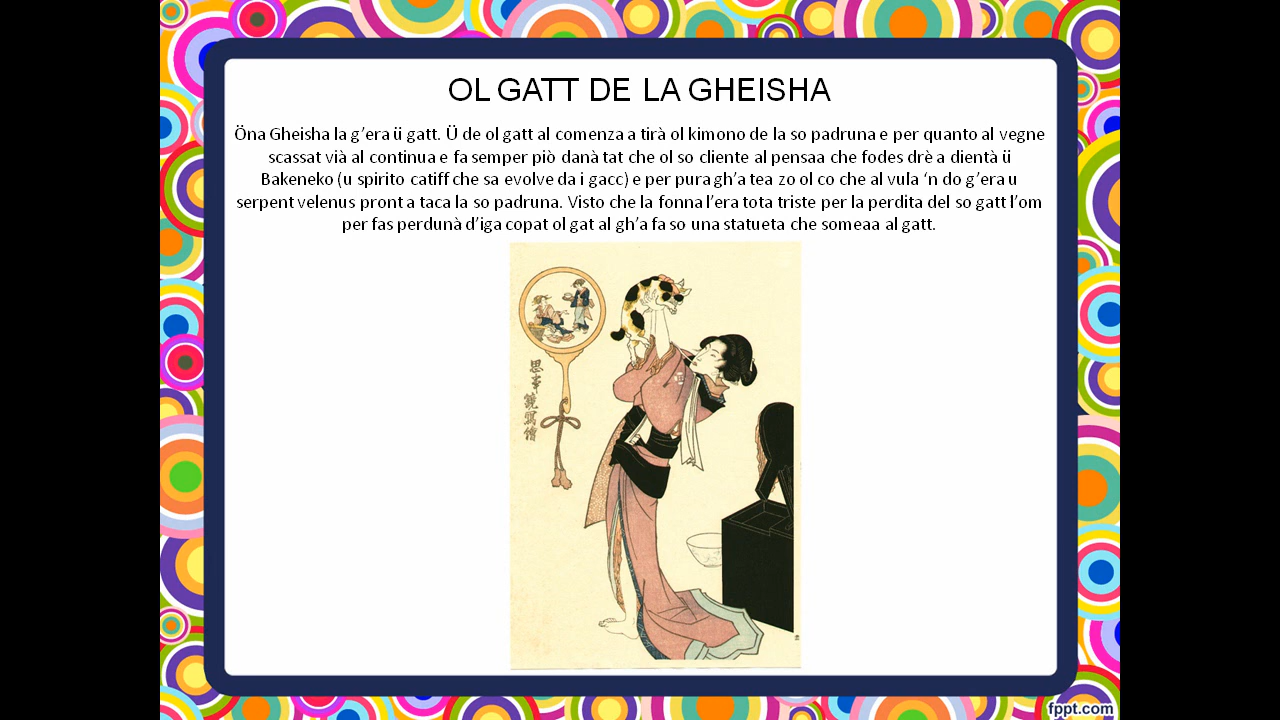 OL GATT DE LA GHEISHA
Öna Gheisha la g’era ü gatt. Ü de ol gatt al comenza a tirà ol kimono de la so padruna e per quanto al vegne
scassat vià al continua e fa semper piò danà tat che ol so cliente al pensaa che fodes drè a dientà ü
Bakeneko (u spirito catiff che sa evolve da i gacc) e per pura gh’a tea zo ol co che al vula ‘n do g’era u
serpent velenus pront a taca la so padruna. Visto che la fonna l’era tota triste per la perdita del so gatt l’om
per fas perdunà d’iga copat ol gat al gh’a fa so una statueta che someaa al gatt.
思
事
鏡
寫
繪
fppt.com